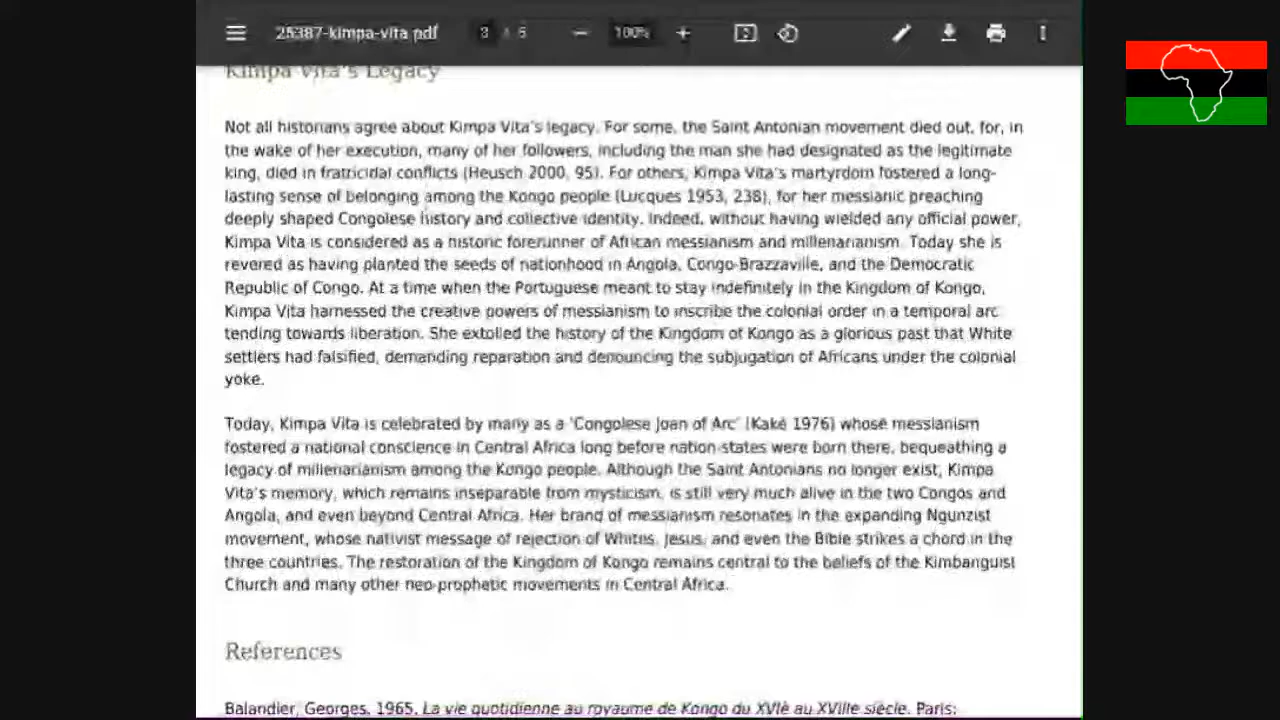 25387-kimpa-vita pdf
3 / 5
100%
Kimpa Vita's Legacy
Not all historians agree about Kimpa Vita's legacy. For some, the Saint Antonian movement died out, for, in
the wake of her execution, many of her followers, including the man she had designated as the legitimate
king, died in fratricidal conflicts (Heusch 2000, 95). For others, Kimpa Vita's martyrdom fostered a long-
lasting sense of belonging among the Kongo people (Lucques 1953, 238), for her messianic preaching
deeply shaped Congolese history and collective identity. Indeed, without having wielded any official power,
Kimpa Vita is considered as a historic forerunner of African messianism and millenarianism. Today she is
revered as having planted the seeds of nationhood in Angola, Congo-Brazzaville, and the Democratic
Republic of Congo. At a time when the Portuguese meant to stay indefinitely in the Kingdom of Kongo,
Kimpa Vita harnessed the creative powers of messianism to inscribe the colonial order in a temporal arc
tending towards liberation. She extolled the history of the Kingdom of Kongo as a glorious past that White
settlers had falsified, demanding reparation and denouncing the subjugation of Africans under the colonial
yoke.
Today, Kimpa Vita is celebrated by many as a 'Congolese Joan of Arc' (Kaké 1976) whose messianism
fostered a national conscience in Central Africa long before nation-states were born there, bequeathing a
legacy of millenarianism among the Kongo people. Although the Saint Antonians no longer exist, Kimpa
Vita's memory, which remains inseparable from mysticism, is still very much alive in the two Congos and
Angola, and even beyond Central Africa. Her brand of messianism resonates in the expanding Ngunzist
movement, whose nativist message of rejection of Whites, Jesus, and even the Bible strikes a chord in the
three countries. The restoration of the Kingdom of Kongo remains central to the beliefs of the Kimbanguist
Church and many other neo-prophetic movements in Central Africa.
References
Balandier, Georges. 1965. La vie quotidienne au royaume de Kongo du XVIè au XVIIIe siècle. Paris: